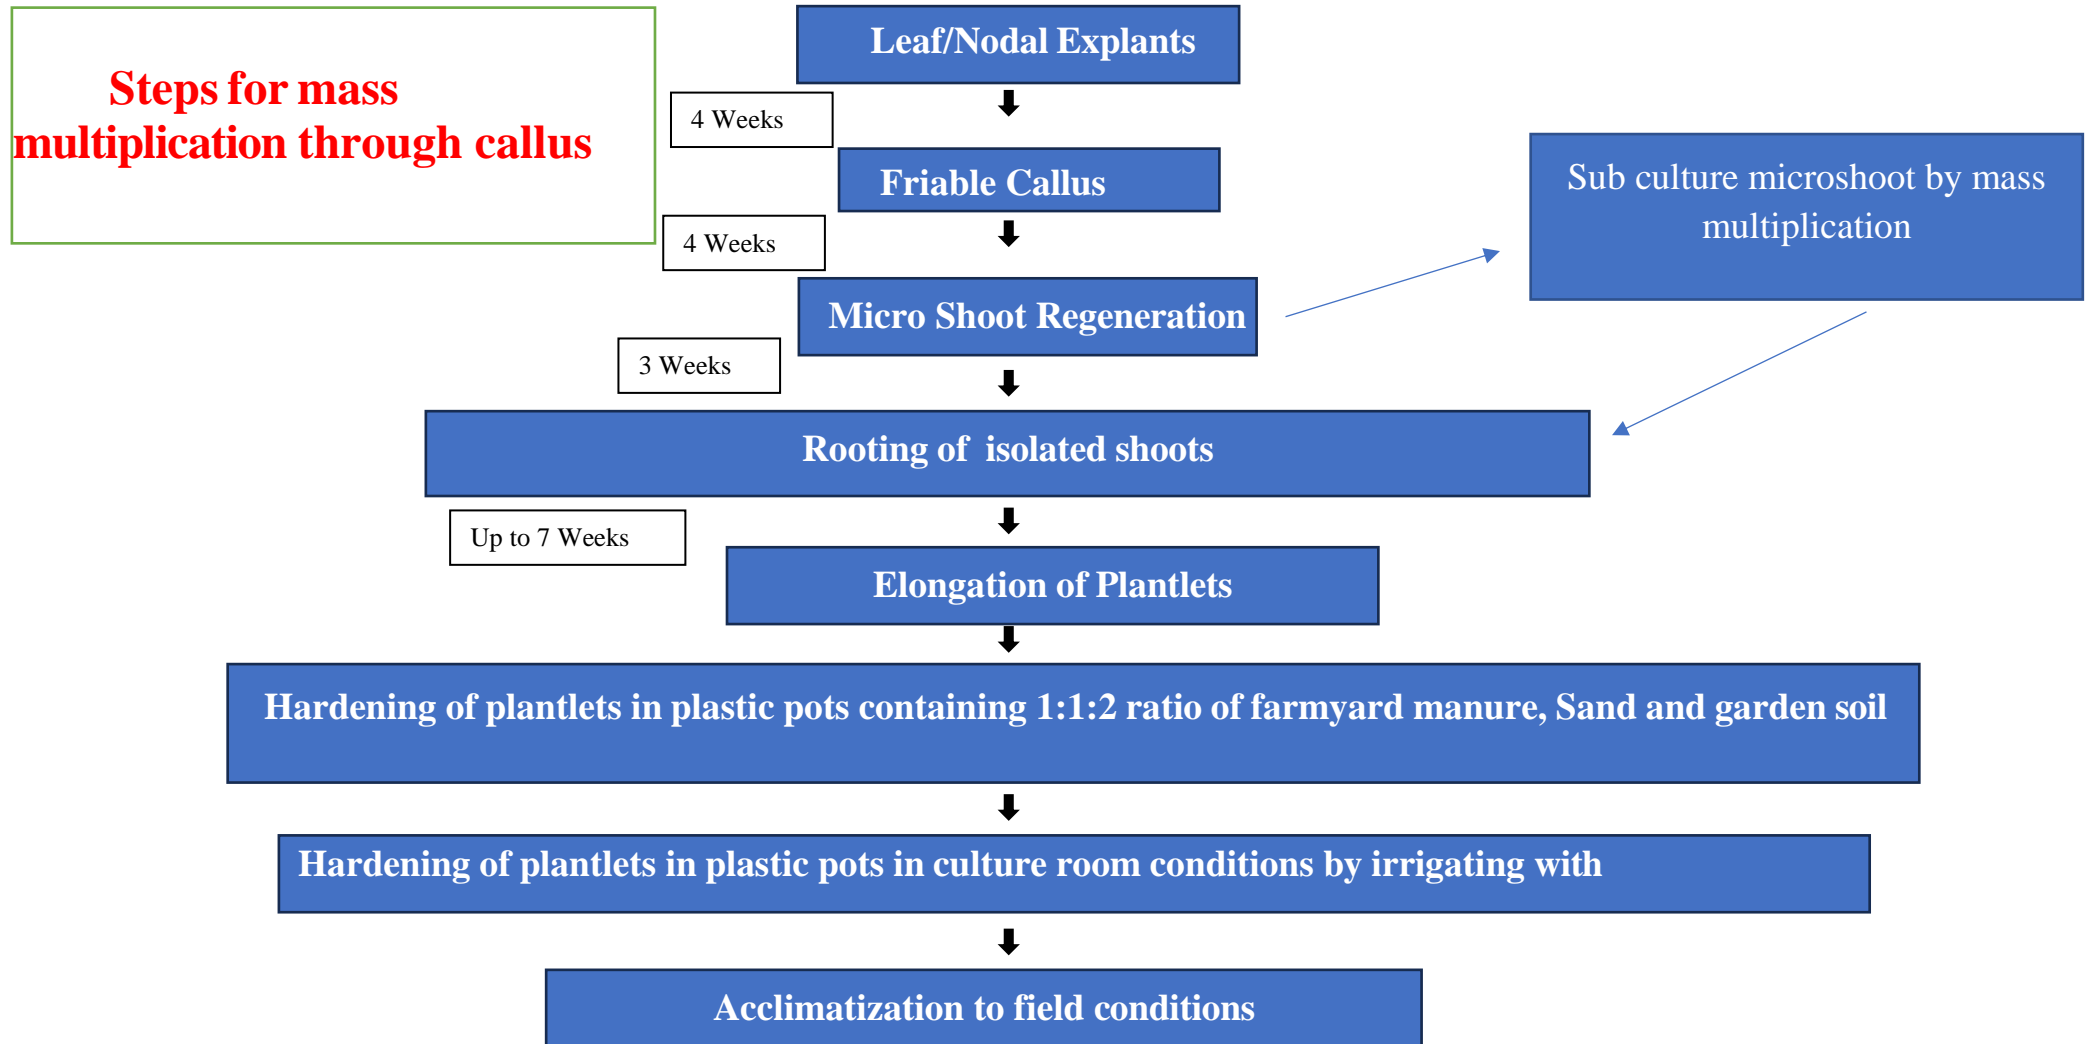 Steps for mass
multiplication through callus
Leaf/Nodal Explants
4 Weeks
Friable Callus
4 Weeks
Micro Shoot Regeneration
Sub culture microshoot by mass
multiplication
3 Weeks
Rooting of isolated shoots
Up to 7 Weeks
Elongation of Plantlets
Hardening of plantlets in plastic pots containing 1:1:2 ratio of farmyard manure, Sand and garden soil
Hardening of plantlets in plastic pots in culture room conditions by irrigating with
Acclimatization to field conditions